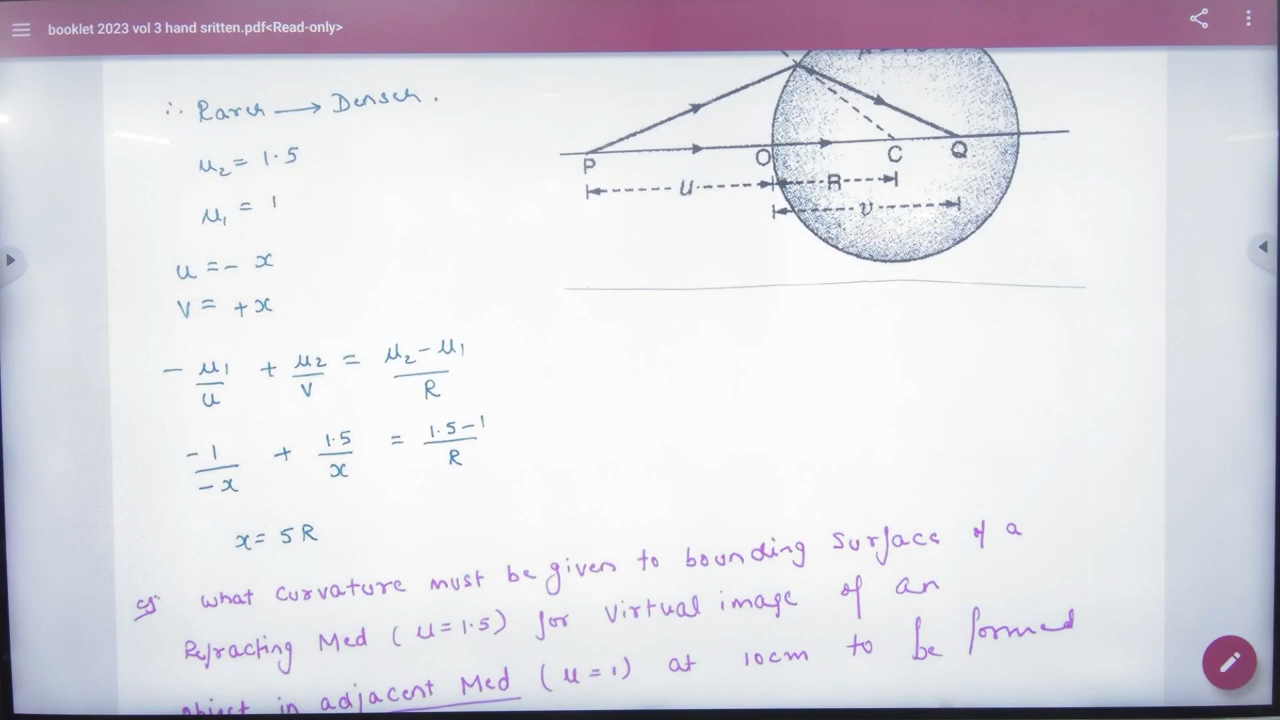 booklet 2023 vol 3 hand sritten.pdf<Read-only>
∴ Rarer ⟶ Denser.
μ₂ = 1.5
μ₁ = 1
u = - x
v = +x
- μ₁/u + μ₂/v = μ₂-μ₁/R
-1/-x + 1.5/x = 1.5-1/R
x = 5R
P O C Q
u R
v
what curvature must be given to bounding surface of a
Refracting Med (μ=1.5) for virtual image of an
object in adjacent Med (μ=1) at 10cm to be formed